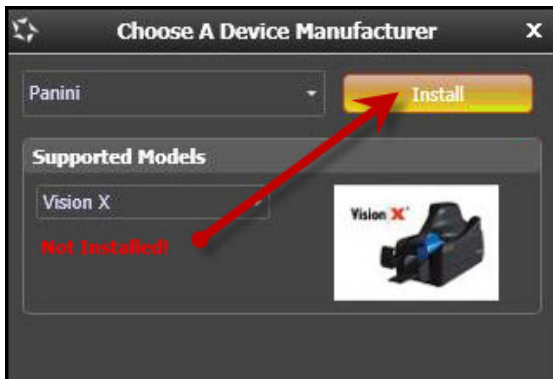 Choose A Device Manufacturer X
Panini
Install
Supported Models
Vision X
Vision X
Not Installed!